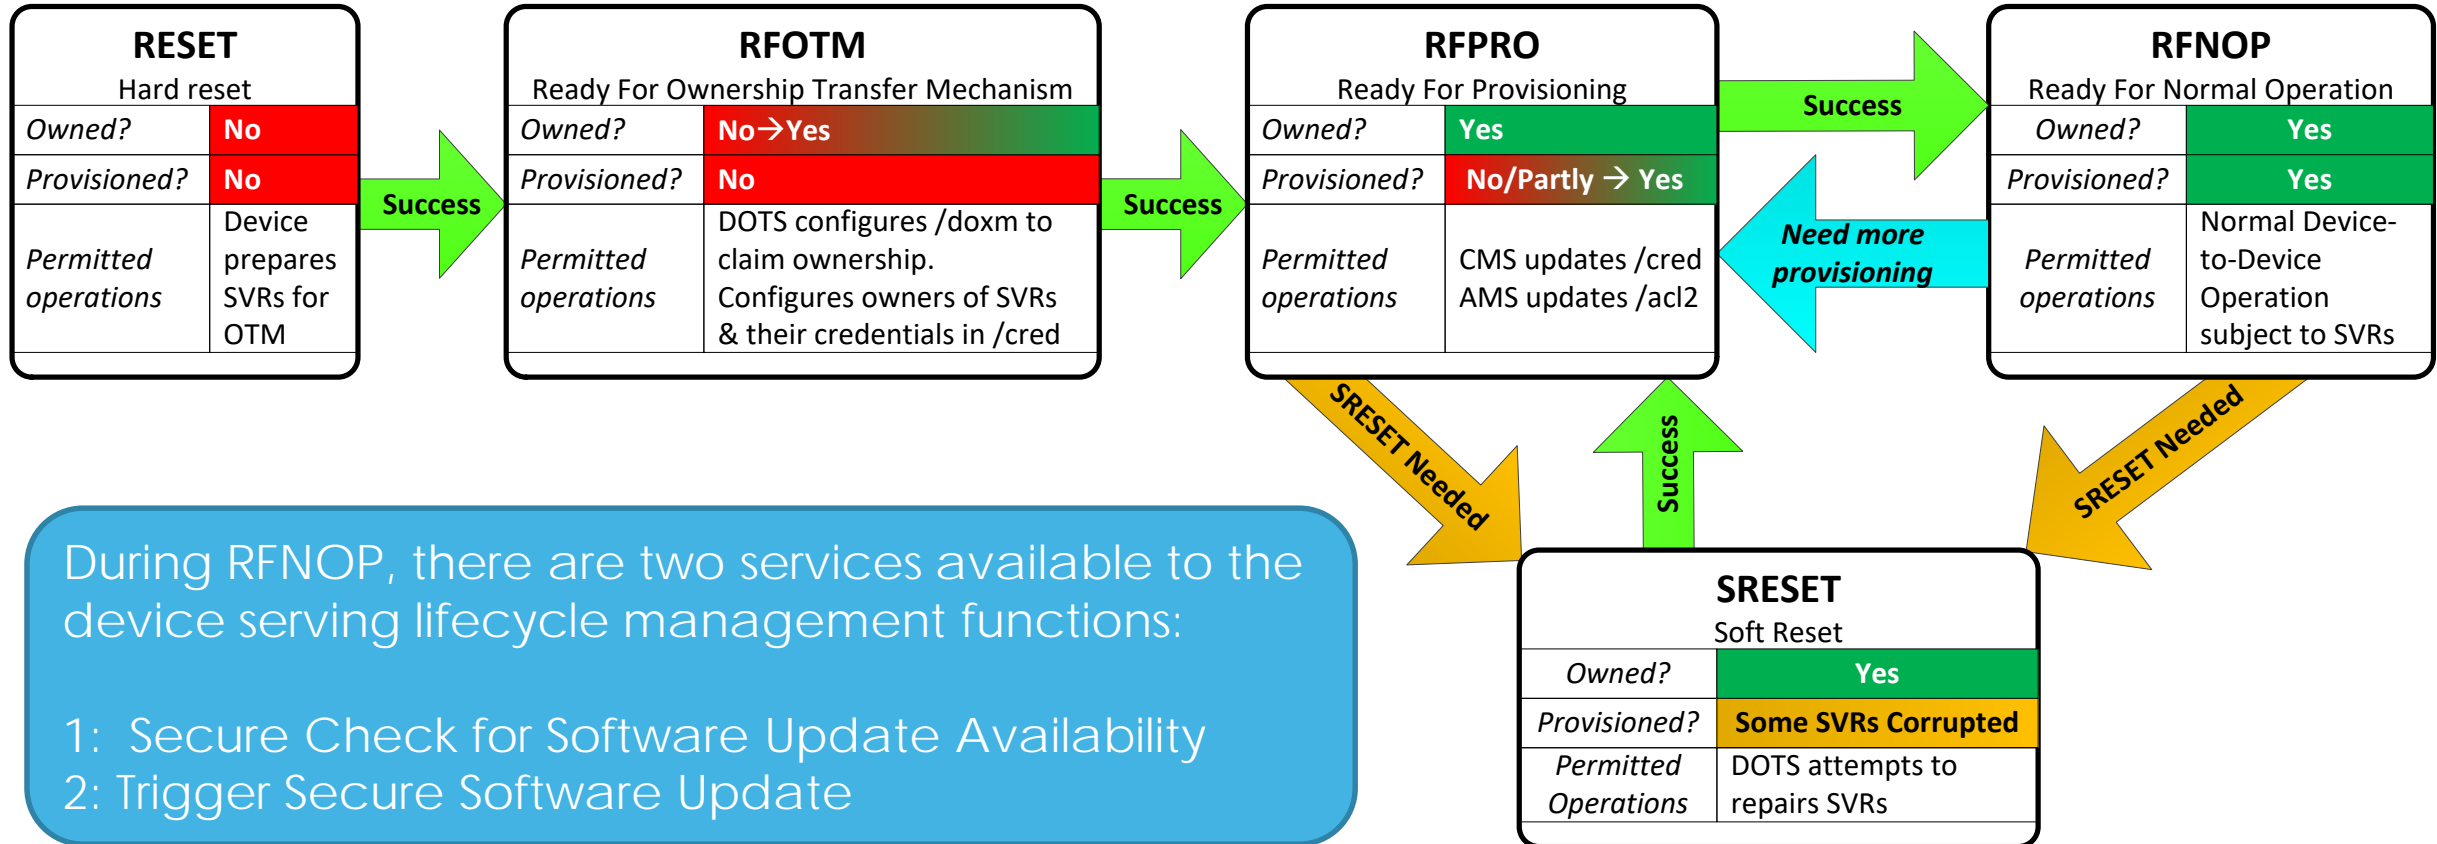 RESET
Hard reset
Owned? No
Provisioned? No
Permitted
operations
Device
prepares
SVRs for
OTM
Success
RFOTM
Ready For Ownership Transfer Mechanism
Owned? No→Yes
Provisioned? No
Permitted
operations
DOTS configures /doxm to
claim ownership.
Configures owners of SVRs
& their credentials in /cred
Success
RFPRO
Ready For Provisioning
Owned? Yes
Provisioned? No/Partly → Yes
Permitted
operations
CMS updates /cred
AMS updates /acl2
Success
Need more
provisioning
RFNOP
Ready For Normal Operation
Owned? Yes
Provisioned? Yes
Permitted
operations
Normal Device-
to-Device
Operation
subject to SVRs
SRESET Needed
Success
SRESET Needed
SRESET
Soft Reset
Owned? Yes
Provisioned? Some SVRs Corrupted
Permitted
Operations
DOTS attempts to
repairs SVRs
During RFNOP, there are two services available to the
device serving lifecycle management functions:
1: Secure Check for Software Update Availability
2: Trigger Secure Software Update